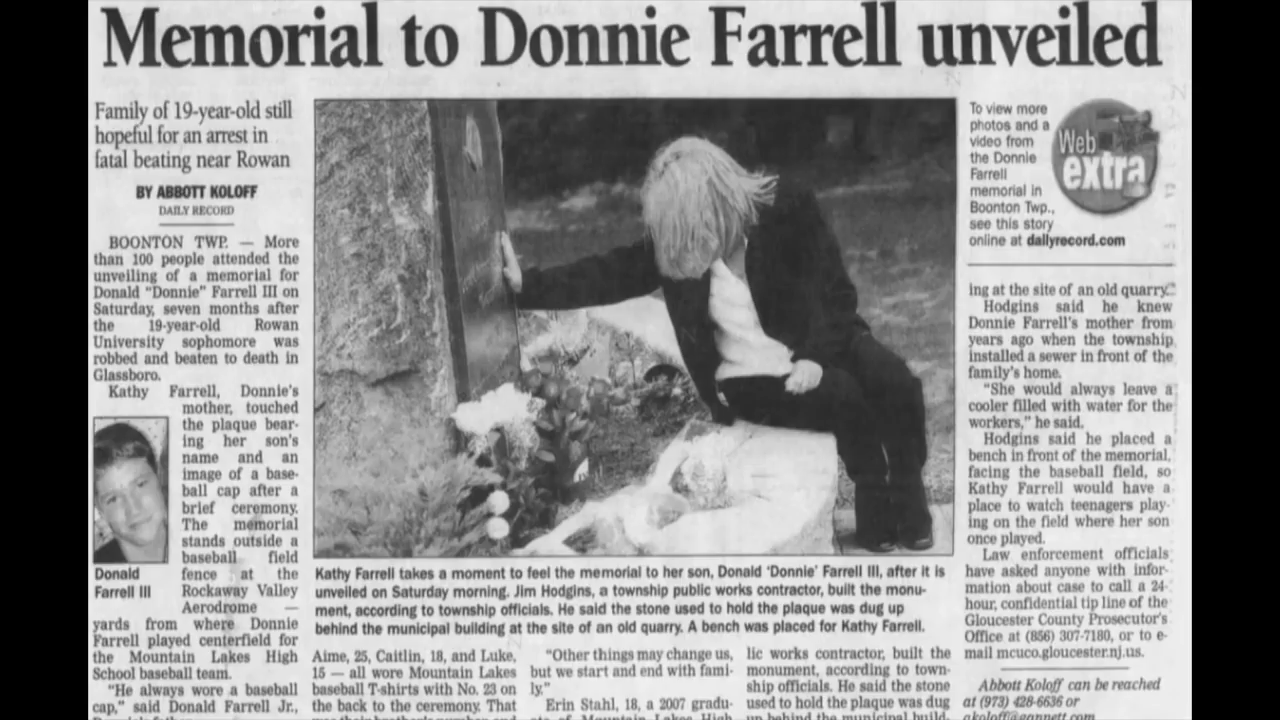 Memorial to Donnie Farrell unveiled
Family of 19-year-old still
hopeful for an arrest in
fatal beating near Rowan
BY ABBOTT KOLOFF
DAILY RECORD
BOONTON TWP. — More
than 100 people attended the
unveiling of a memorial for
Donald "Donnie" Farrell III on
Saturday, seven months after
the 19-year-old Rowan
University sophomore was
robbed and beaten to death in
Glassboro.
Kathy Farrell, Donnie's
mother, touched
the plaque bear-
ing her son's
name and an
image of a base-
ball cap after a
brief ceremony.
The memorial
stands outside a
baseball field
fence at the
Rockaway Valley
Aerodrome —
yards from where Donnie
Farrell played centerfield for
the Mountain Lakes High
School baseball team.
"He always wore a baseball
cap," said Donald Farrell Jr.,
Donald
Farrell III
Kathy Farrell takes a moment to feel the memorial to her son, Donald 'Donnie' Farrell III, after it is
unveiled on Saturday morning. Jim Hodgins, a township public works contractor, built the monu-
ment, according to township officials. He said the stone used to hold the plaque was dug up
behind the municipal building at the site of an old quarry. A bench was placed for Kathy Farrell.
Aime, 25, Caitlin, 18, and Luke,
15 — all wore Mountain Lakes
baseball T-shirts with No. 23 on
the back to the ceremony. That
"Other things may change us,
but we start and end with fami-
ly."
Erin Stahl, 18, a 2007 gradu-
lic works contractor, built the
monument, according to town-
ship officials. He said the stone
used to hold the plaque was dug
up behind the municipal build-
To view more
photos and a
video from
the Donnie
Farrell
memorial in
Boonton Twp.,
see this story
online at dailyrecord.com
Web
extra
ing at the site of an old quarry.
Hodgins said he knew
Donnie Farrell's mother from
years ago when the township
installed a sewer in front of the
family's home.
"She would always leave a
cooler filled with water for the
workers," he said.
Hodgins said he placed a
bench in front of the memorial,
facing the baseball field, so
Kathy Farrell would have a
place to watch teenagers play-
ing on the field where her son
once played.
Law enforcement officials
have asked anyone with infor-
mation about case to call a 24-
hour, confidential tip line of the
Gloucester County Prosecutor's
Office at (856) 307-7180, or to e-
mail mcuco.gloucester.nj.us.
Abbott Koloff can be reached
at (973) 428-6636 or
akoloff@gannett.com